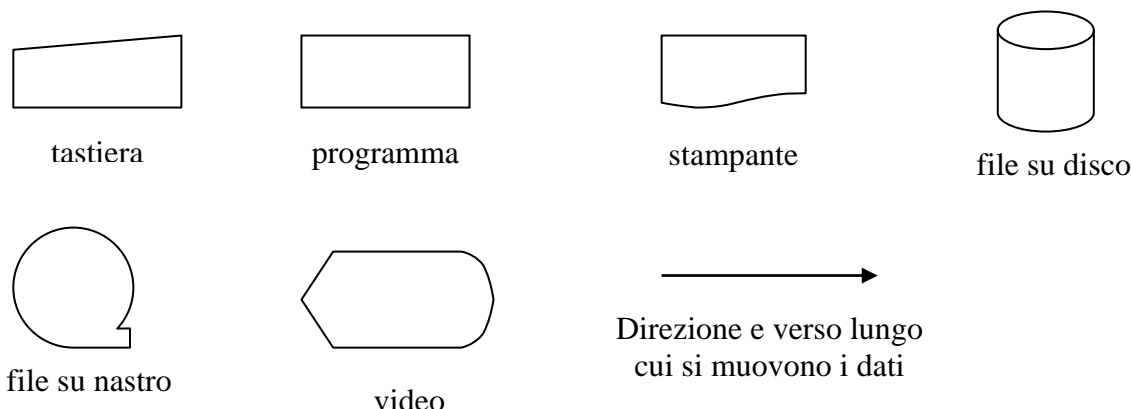 tastiera
programma
stampante
file su disco
file su nastro
video
Direzione e verso lungo
cui si muovono i dati